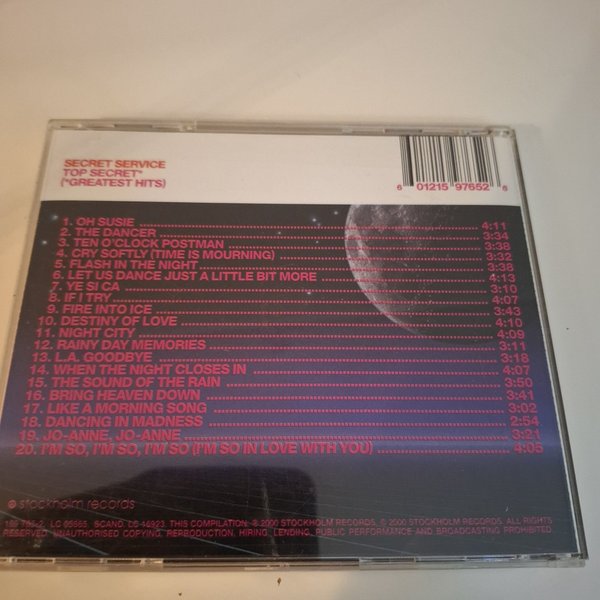 SECRET SERVICE
TOP SECRET*
(*GREATEST HITS)
6 01215 97652 8
1. OH SUSIE 4:11
2. THE DANCER 3:34
3. TEN O'CLOCK POSTMAN 3:38
4. CRY SOFTLY (TIME IS MOURNING) 3:32
5. FLASH IN THE NIGHT 3:38
6. LET US DANCE JUST A LITTLE BIT MORE 4:13
7. YE SI CA 3:10
8. IF I TRY 4:07
9. FIRE INTO ICE 3:43
10. DESTINY OF LOVE 4:10
11. NIGHT CITY 4:09
12. RAINY DAY MEMORIES 3:11
13. L.A. GOODBYE 3:18
14. WHEN THE NIGHT CLOSES IN 4:07
15. THE SOUND OF THE RAIN 3:50
16. BRING HEAVEN DOWN 3:41
17. LIKE A MORNING SONG 3:02
18. DANCING IN MADNESS 2:54
19. JO-ANNE, JO-ANNE 3:21
20. I'M SO, I'M SO, I'M SO (I'M SO IN LOVE WITH YOU) 4:05
stockholm records
SCAND. THIS COMPILATION: ℗ 2000 STOCKHOLM RECORDS, © 2000 STOCKHOLM RECORDS. ALL RIGHTS
RESERVED. UNAUTHORISED COPYING, REPRODUCTION, HIRING, LENDING, PUBLIC PERFORMANCE AND BROADCASTING PROHIBITED.